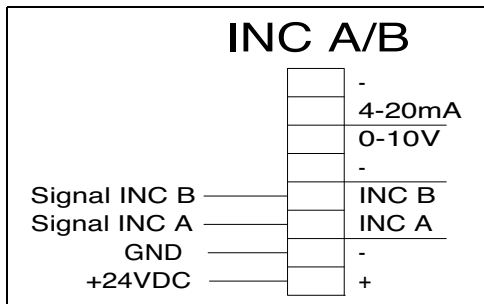 INC A/B
-
4-20mA
0-10V
-
Signal INC B INC B
Signal INC A INC A
GND -
+24VDC +